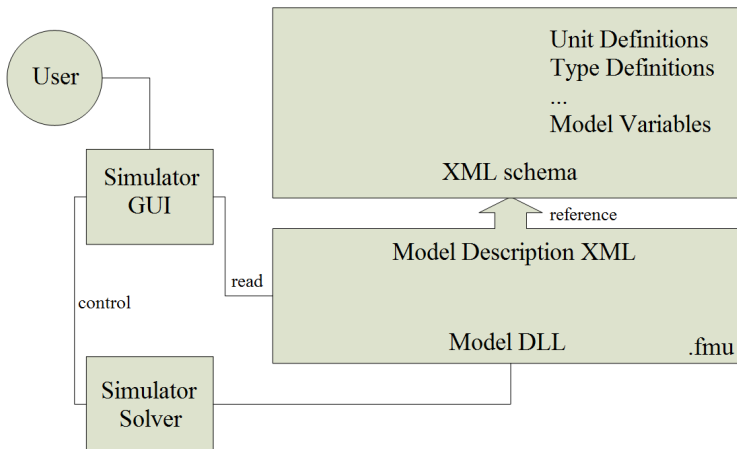 Unit Definitions
Type Definitions
...
Model Variables
XML schema
User
Simulator
GUI
reference
Model Description XML
read
control
Model DLL
.fmu
Simulator
Solver